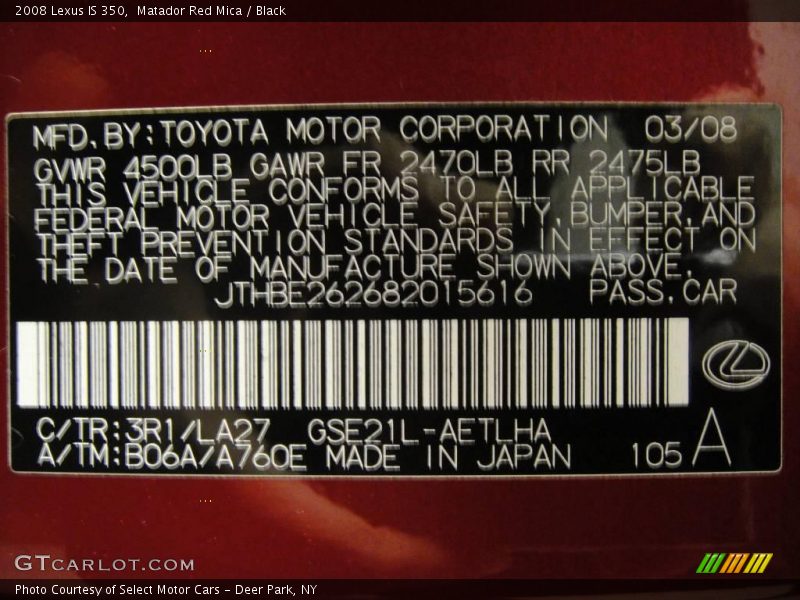 2008 Lexus IS 350,  Matador Red Mica / Black
MFD.BY:TOYOTA MOTOR CORPORATION 03/08
GVWR 4500LB GAWR FR 2470LB RR 2475LB
THIS VEHICLE CONFORMS TO ALL APPLICABLE
FEDERAL MOTOR VEHICLE SAFETY,BUMPER,AND
THEFT PREVENTION STANDARDS IN EFFECT ON
THE DATE OF MANUFACTURE SHOWN ABOVE.
JTHBE262682015616 PASS.CAR
C/TR:3R1/LA27 GSE21L-AETLHA
A/TM:B06A/A760E MADE IN JAPAN 105 A
GTCARLOT.COM
Photo Courtesy of Select Motor Cars - Deer Park, NY